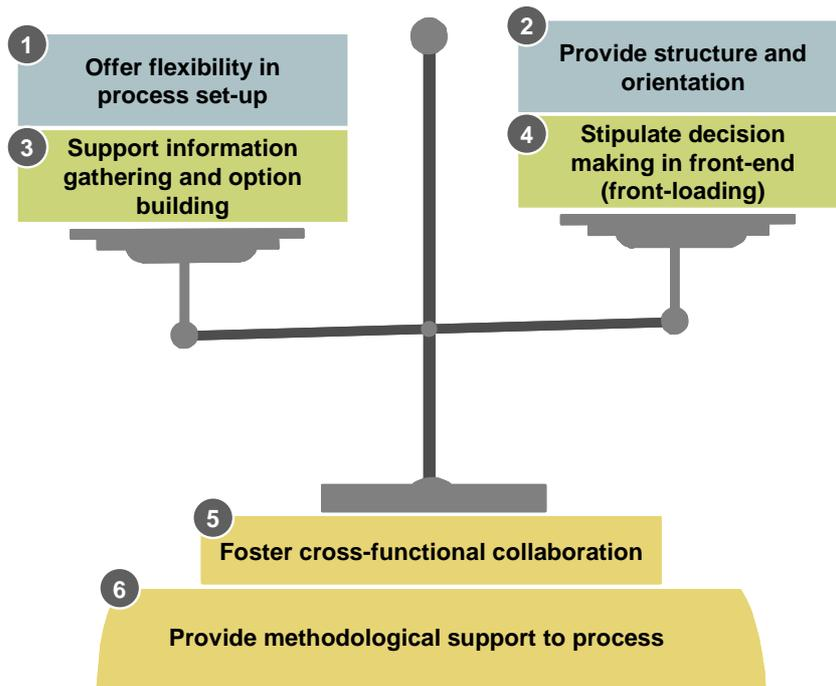 1
Offer flexibility in
process set-up
2
Provide structure and
orientation
3
Support information
gathering and option
building
4
Stipulate decision
making in front-end
(front-loading)
5
Foster cross-functional collaboration
6
Provide methodological support to process